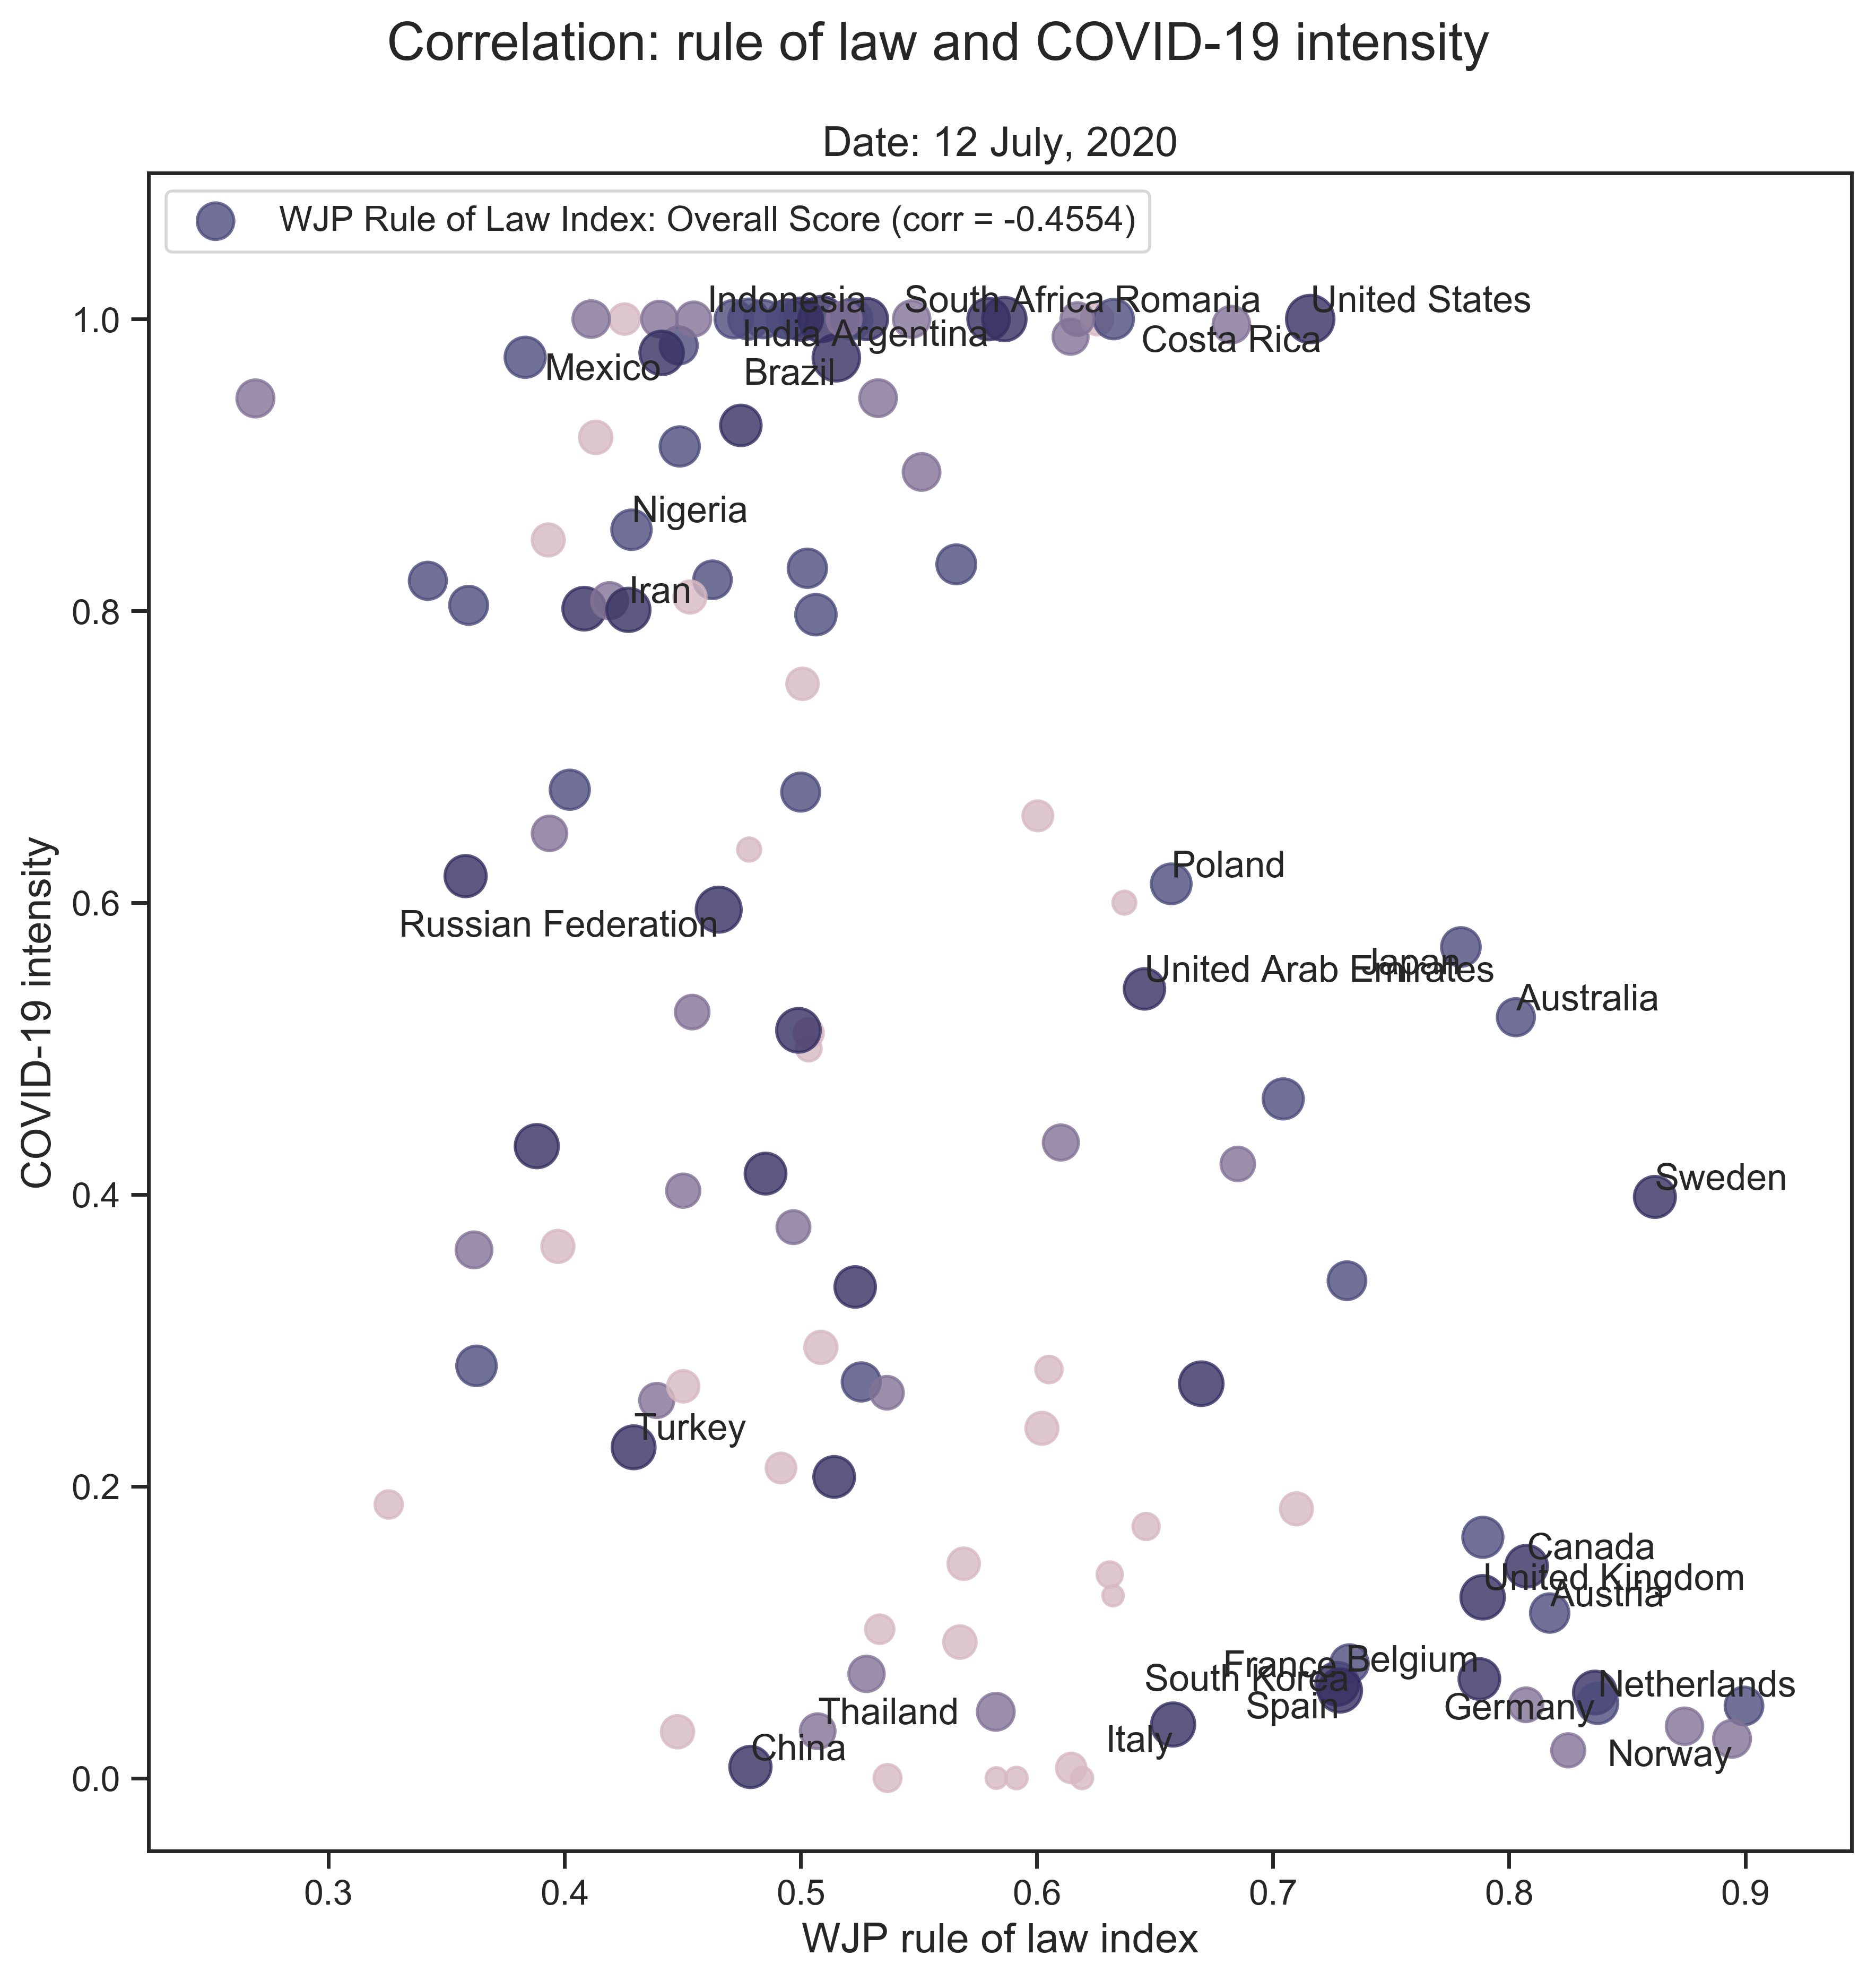 Correlation: rule of law and COVID-19 intensity
Date: 12 July, 2020
WJP Rule of Law Index: Overall Score (corr = -0.4554)
Indonesia
South Africa
Romania
United States
India
Argentina
Costa Rica
Mexico
Brazil
Nigeria
Iran
Poland
Russian Federation
United Arab Emirates
Japan
Australia
Sweden
Turkey
Canada
United Kingdom
Austria
France
Belgium
South Korea
Netherlands
Spain
Germany
Thailand
Italy
China
Norway
COVID-19 intensity
1.0
0.8
0.6
0.4
0.2
0.0
0.3
0.4
0.5
0.6
0.7
0.8
0.9
WJP rule of law index